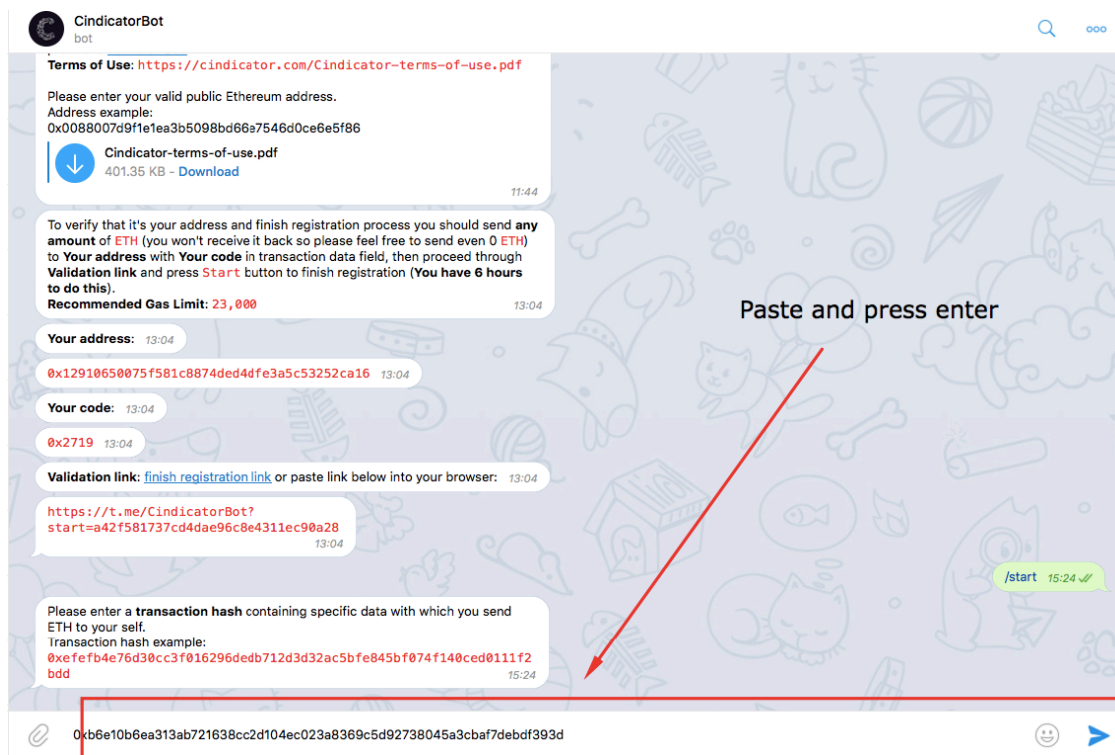 CindicatorBot
bot
Terms of Use: https://cindicator.com/Cindicator-terms-of-use.pdf
Please enter your valid public Ethereum address.
Address example:
0x0088007d9f1e1ea3b5098bd66e7546d0ce6e5f86
Cindicator-terms-of-use.pdf
401.35 KB - Download
11:44
To verify that it's your address and finish registration process you should send any
amount of ETH (you won't receive it back so please feel free to send even 0 ETH)
to Your address with Your code in transaction data field, then proceed through
Validation link and press Start button to finish registration (You have 6 hours
to do this).
Recommended Gas Limit: 23,000
13:04
Paste and press enter
Your address: 13:04
0x12910650075f581c8874ded4dfe3a5c53252ca16 13:04
Your code: 13:04
0x2719 13:04
Validation link: finish registration link or paste link below into your browser: 13:04
https://t.me/CindicatorBot?
start=a42f581737cd4dae96c8e4311ec90a28
13:04
/start 15:24
Please enter a transaction hash containing specific data with which you send
ETH to your self.
Transaction hash example:
0xefefb4e76d30cc3f016296dedb712d3d32ac5bfe845bf074f140ced0111f2
bdd
15:24
0xb6e10b6ea313ab721638cc2d104ec023a8369c5d92738045a3cbaf7debdf393d